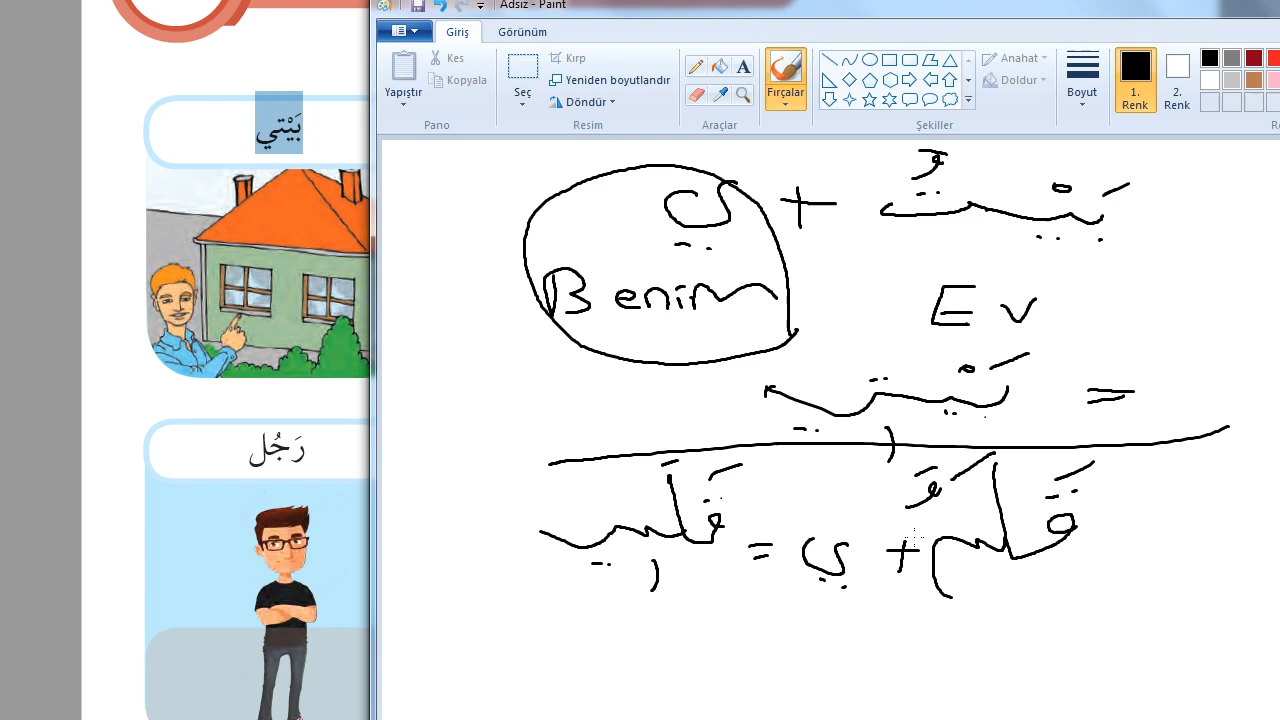 Adsız - Paint
Giriş Görünüm
Yapıştır Kes Kopyala
Pano
Seç Kırp Yeniden boyutlandır Döndür
Resim
A
Araçlar
Fırçalar
Anahat Doldur
Şekiller
Boyut
1. Renk
2. Renk
بَيْتي
بَيْتٌ + ي
Benim
Ev
= بَيْتِي
رَجُل
قَلَمٌ + ي = قَلَمِي